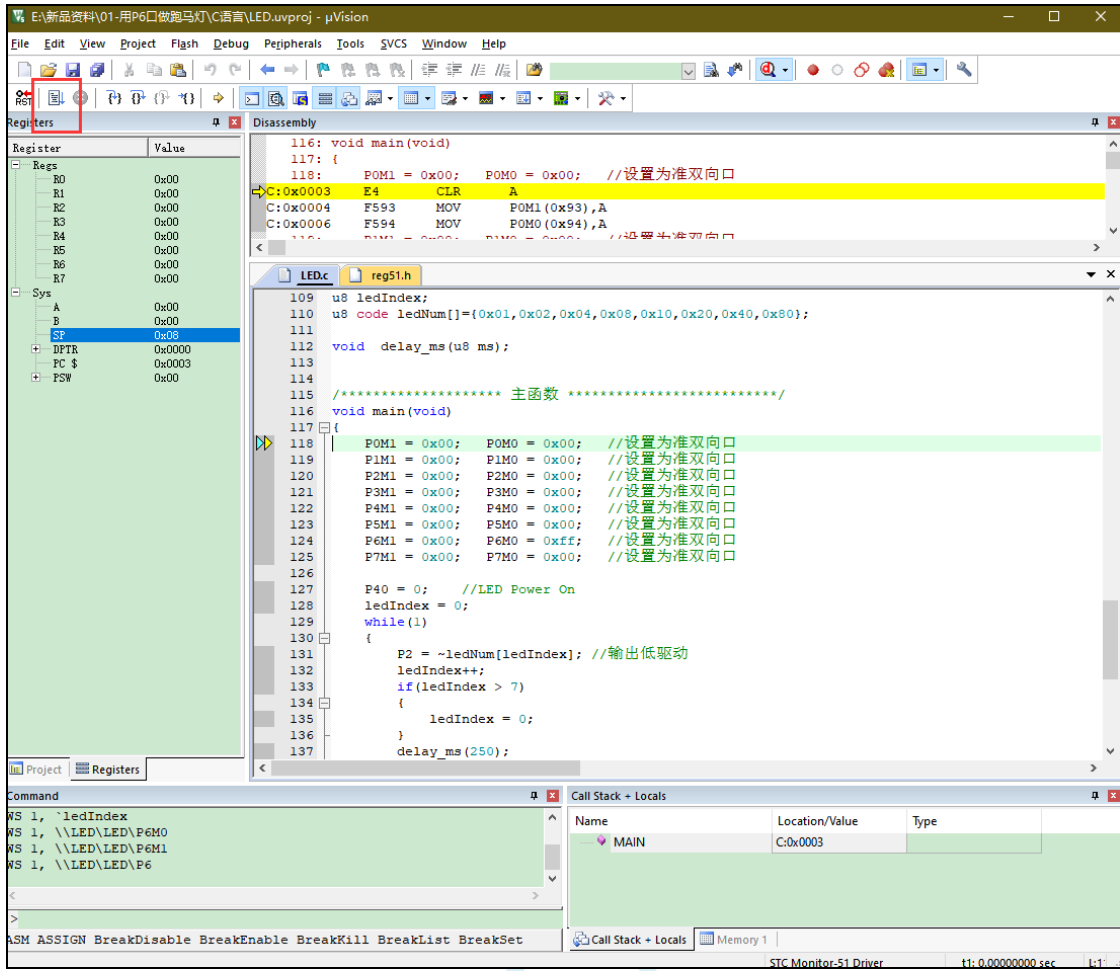 E:\新品资料\01-用P6口做跑马灯\C语言\LED.uvproj - µVision
File Edit View Project Flash Debug Peripherals Tools SVCS Window Help
RST
Registers
Register Value
Regs
R0 0x00
R1 0x00
R2 0x00
R3 0x00
R4 0x00
R5 0x00
R6 0x00
R7 0x00
Sys
A 0x00
B 0x00
SP 0x08
DPTR 0x0000
PC $ 0x0003
PSW 0x00
Project Registers
Disassembly
116: void main(void)
117: {
118: P0M1 = 0x00; P0M0 = 0x00; //设置为准双向口
C:0x0003 E4 CLR A
C:0x0004 F593 MOV P0M1(0x93),A
C:0x0006 F594 MOV P0M0(0x94),A
119: P1M1 = 0x00; P1M0 = 0x00; //设置为准双向口
LED.c reg51.h
109 u8 ledIndex;
110 u8 code ledNum[]={0x01,0x02,0x04,0x08,0x10,0x20,0x40,0x80};
111
112 void delay_ms(u8 ms);
113
114
115 /******************** 主函数 **************************/
116 void main(void)
117 {
118 P0M1 = 0x00; P0M0 = 0x00; //设置为准双向口
119 P1M1 = 0x00; P1M0 = 0x00; //设置为准双向口
120 P2M1 = 0x00; P2M0 = 0x00; //设置为准双向口
121 P3M1 = 0x00; P3M0 = 0x00; //设置为准双向口
122 P4M1 = 0x00; P4M0 = 0x00; //设置为准双向口
123 P5M1 = 0x00; P5M0 = 0x00; //设置为准双向口
124 P6M1 = 0x00; P6M0 = 0xff; //设置为准双向口
125 P7M1 = 0x00; P7M0 = 0x00; //设置为准双向口
126
127 P40 = 0; //LED Power On
128 ledIndex = 0;
129 while(1)
130 {
131 P2 = ~ledNum[ledIndex]; //输出低驱动
132 ledIndex++;
133 if(ledIndex > 7)
134 {
135 ledIndex = 0;
136 }
137 delay_ms(250);
Command
WS 1, `ledIndex
WS 1, \\LED\LED\P6M0
WS 1, \\LED\LED\P6M1
WS 1, \\LED\LED\P6
>
ASM ASSIGN BreakDisable BreakEnable BreakKill BreakList BreakSet
Call Stack + Locals
Name Location/Value Type
MAIN C:0x0003
Call Stack + Locals Memory 1
STC Monitor-51 Driver t1: 0.00000000 sec